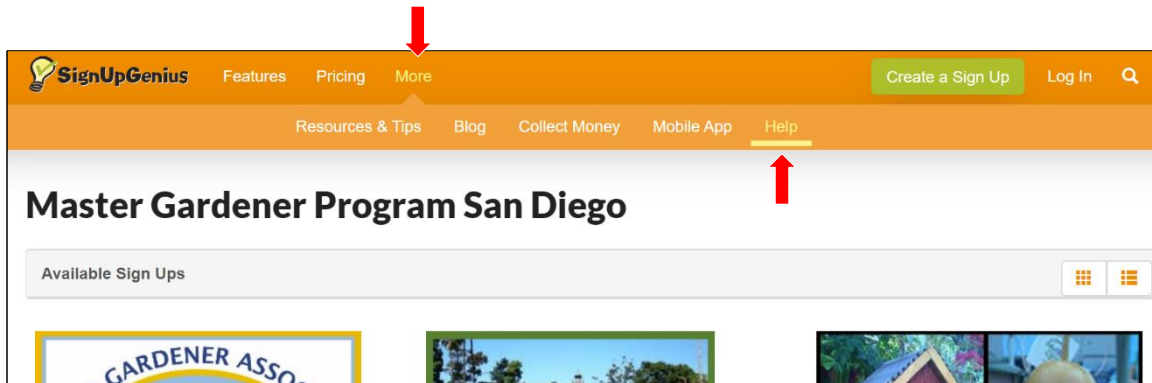 SignUpGenius Features Pricing More Create a Sign Up Log In
Resources & Tips Blog Collect Money Mobile App Help
Master Gardener Program San Diego
Available Sign Ups
GARDENER